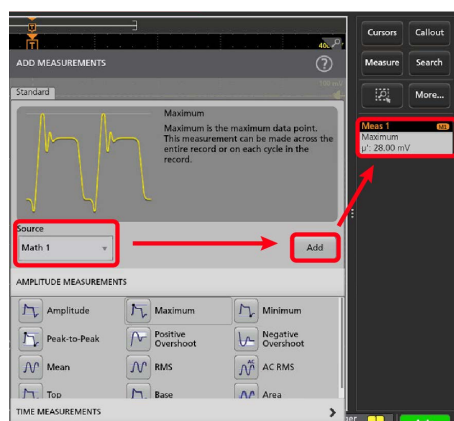 Cursors Callout
ADD MEASUREMENTS
?
Measure Search
Standard
More...
Maximum
Maximum is the maximum data point.
This measurement can be made across the
entire record or on each cycle in the
record.
Meas 1 M1
Maximum
µ': 28.00 mV
Source
Math 1
Add
AMPLITUDE MEASUREMENTS
Amplitude Maximum Minimum
Peak-to-Peak Positive Overshoot Negative Overshoot
Mean RMS AC RMS
Top Base Area
TIME MEASUREMENTS